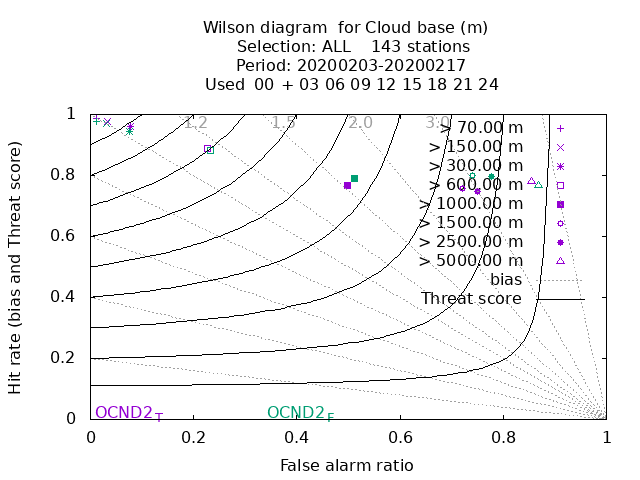 Wilson diagram  for Cloud base (m)
Selection: ALL    143 stations
Period: 20200203-20200217
Used  00 + 03 06 09 12 15 18 21 24
1
0.8
0.6
0.4
0.2
0
Hit rate (bias and Threat score)
1.2
1.5
2.0
3.0
> 70.00 m
> 150.00 m
> 300.00 m
> 600.00 m
> 1000.00 m
> 1500.00 m
> 2500.00 m
> 5000.00 m
bias
Threat score
OCND2_T
OCND2_F
0 0.2 0.4 0.6 0.8 1
False alarm ratio